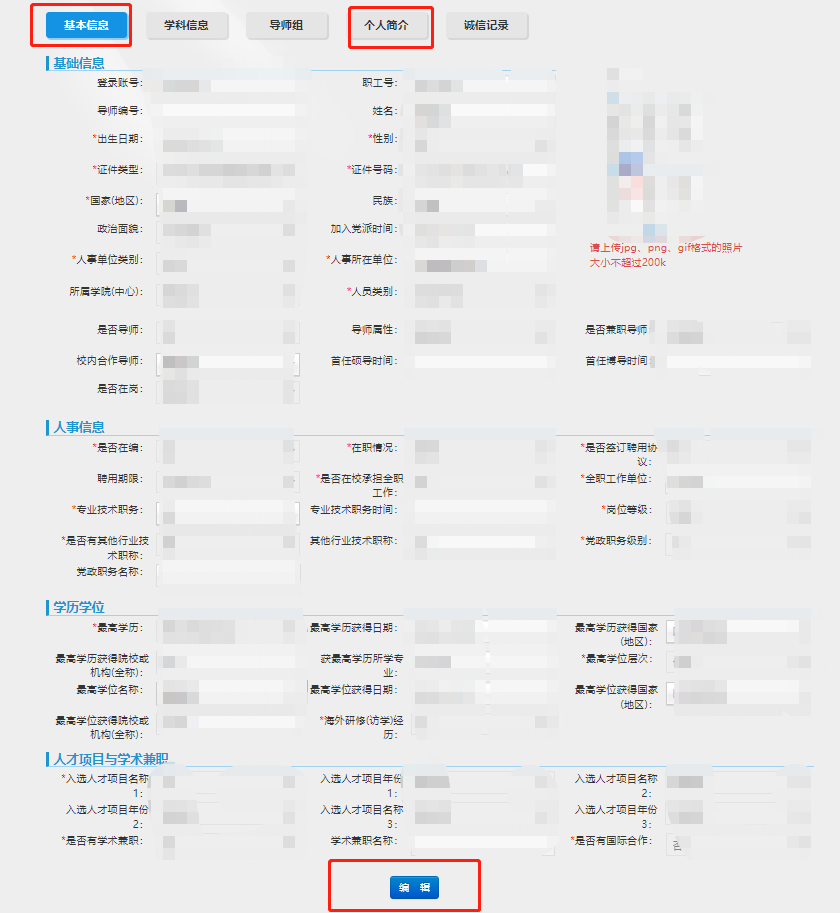 基本信息 学科信息 导师组 个人简介 诚信记录
基础信息
登录账号: 职工号:
导师编号: 姓名:
*出生日期: *性别:
*证件类型: *证件号码:
*国家(地区): 民族:
政治面貌: 加入党派时间:
请上传jpg、png、gif格式的照片
大小不超过200k
*人事单位类别: *人事所在单位:
所属学院(中心): *人员类别:
是否导师: 导师属性: 是否兼职导师
校内合作导师: 首任硕导时间: 首任博导时间:
是否在岗:
人事信息
*是否在编: *在职情况: *是否签订聘用协
议:
聘用期限: *是否在校承担全职
工作: *全职工作单位:
*专业技术职务: 专业技术职务时间: *岗位等级:
*是否有其他行业技
术职称: 其他行业技术职称: *党政职务级别:
党政职务名称:
学历学位
*最高学历: 最高学历获得日期: 最高学历获得国家
(地区):
最高学历获得院校或
机构(全称): 获最高学历所学专
业: *最高学位层次:
最高学位名称: 最高学位获得日期: 最高学位获得国家
(地区):
最高学位获得院校或
机构(全称): *海外研修(访学)经
历:
人才项目与学术兼职
*入选人才项目名称
1: 入选人才项目年份
1: 入选人才项目名称
2:
入选人才项目年份
2: 入选人才项目名称
3: 入选人才项目年份
3:
*是否有学术兼职: 学术兼职名称: *是否有国际合作: 否
编 辑